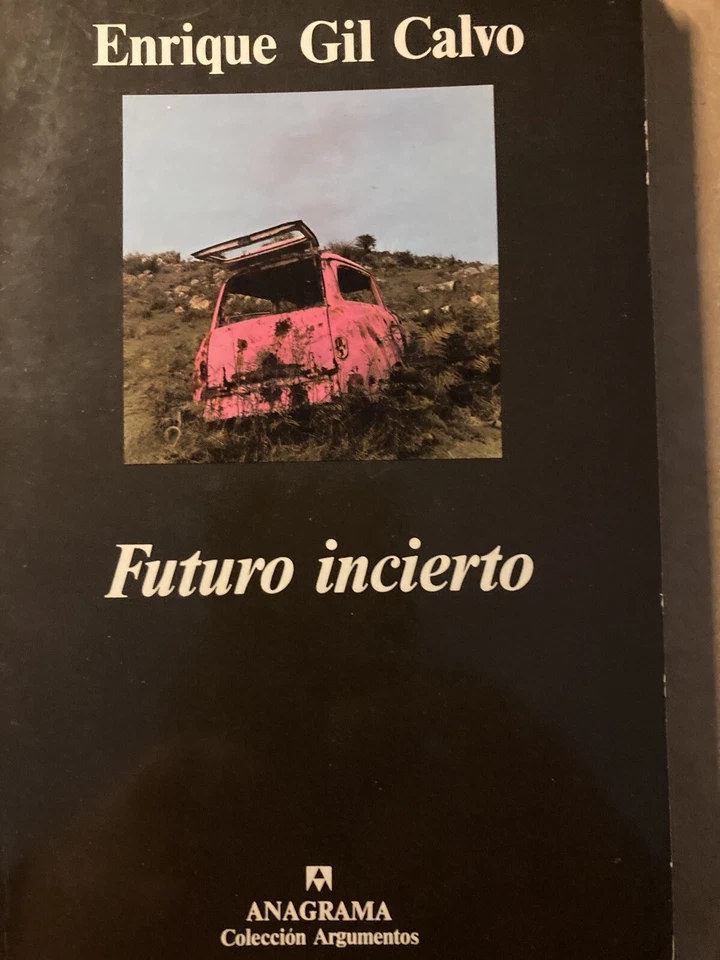 Enrique Gil Calvo
Futuro incierto
ANAGRAMA
Colección Argumentos